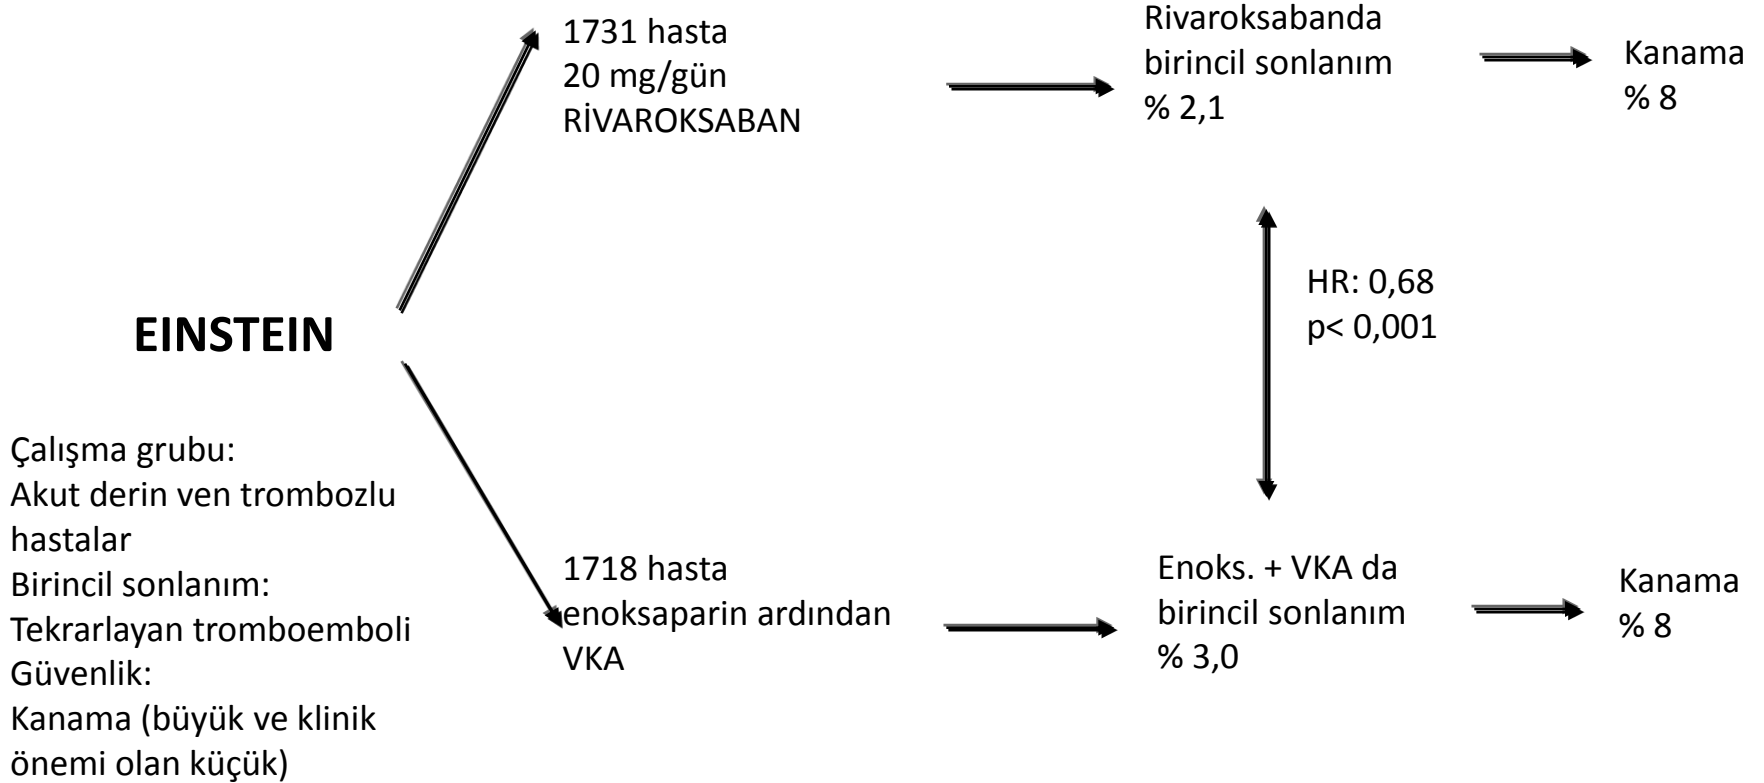 EINSTEIN
Çalışma grubu:
Akut derin ven trombozlu
hastalar
Birincil sonlanım:
Tekrarlayan tromboemboli
Güvenlik:
Kanama (büyük ve klinik
önemi olan küçük)
1731 hasta
20 mg/gün
RİVAROKSABAN
Rivaroksabanda
birincil sonlanım
% 2,1
Kanama
% 8
HR: 0,68
p< 0,001
1718 hasta
enoksaparin ardından
VKA
Enoks. + VKA da
birincil sonlanım
% 3,0
Kanama
% 8